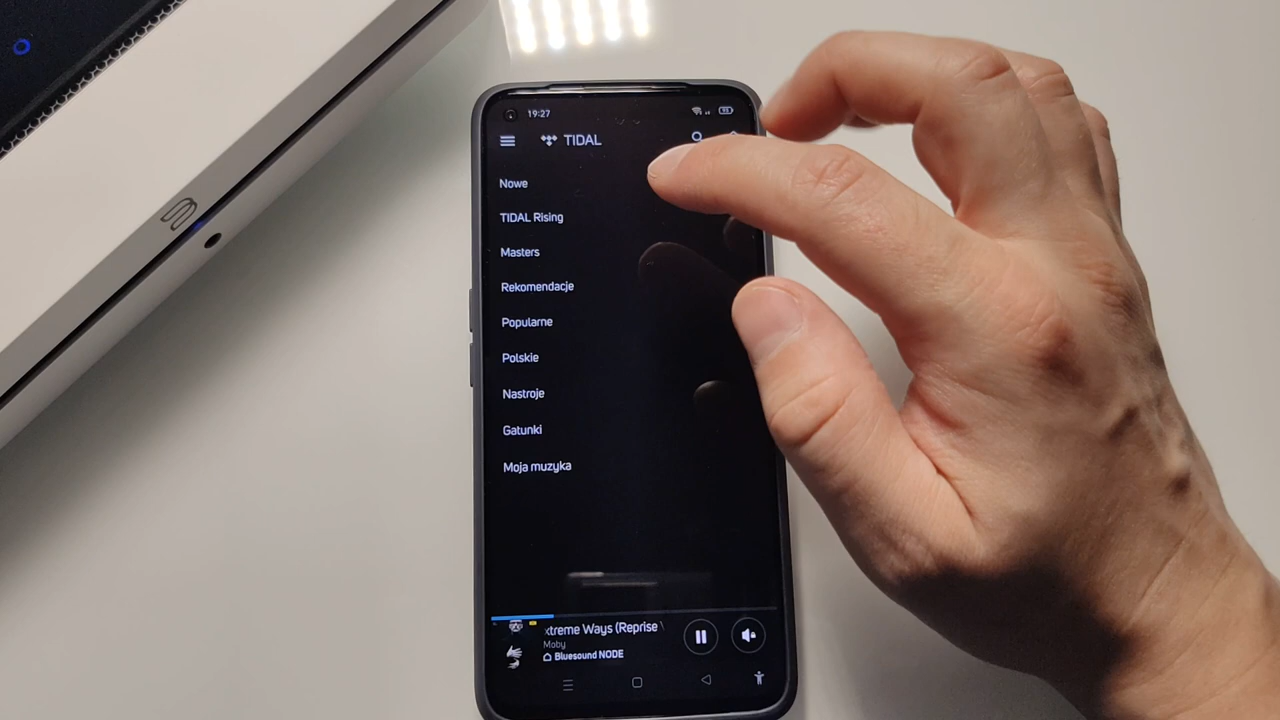 19:27
TIDAL
Nowe
TIDAL Rising
Masters
Rekomendacje
Popularne
Polskie
Nastroje
Gatunki
Moja muzyka
xtreme Ways (Reprise
Moby
Bluesound NODE